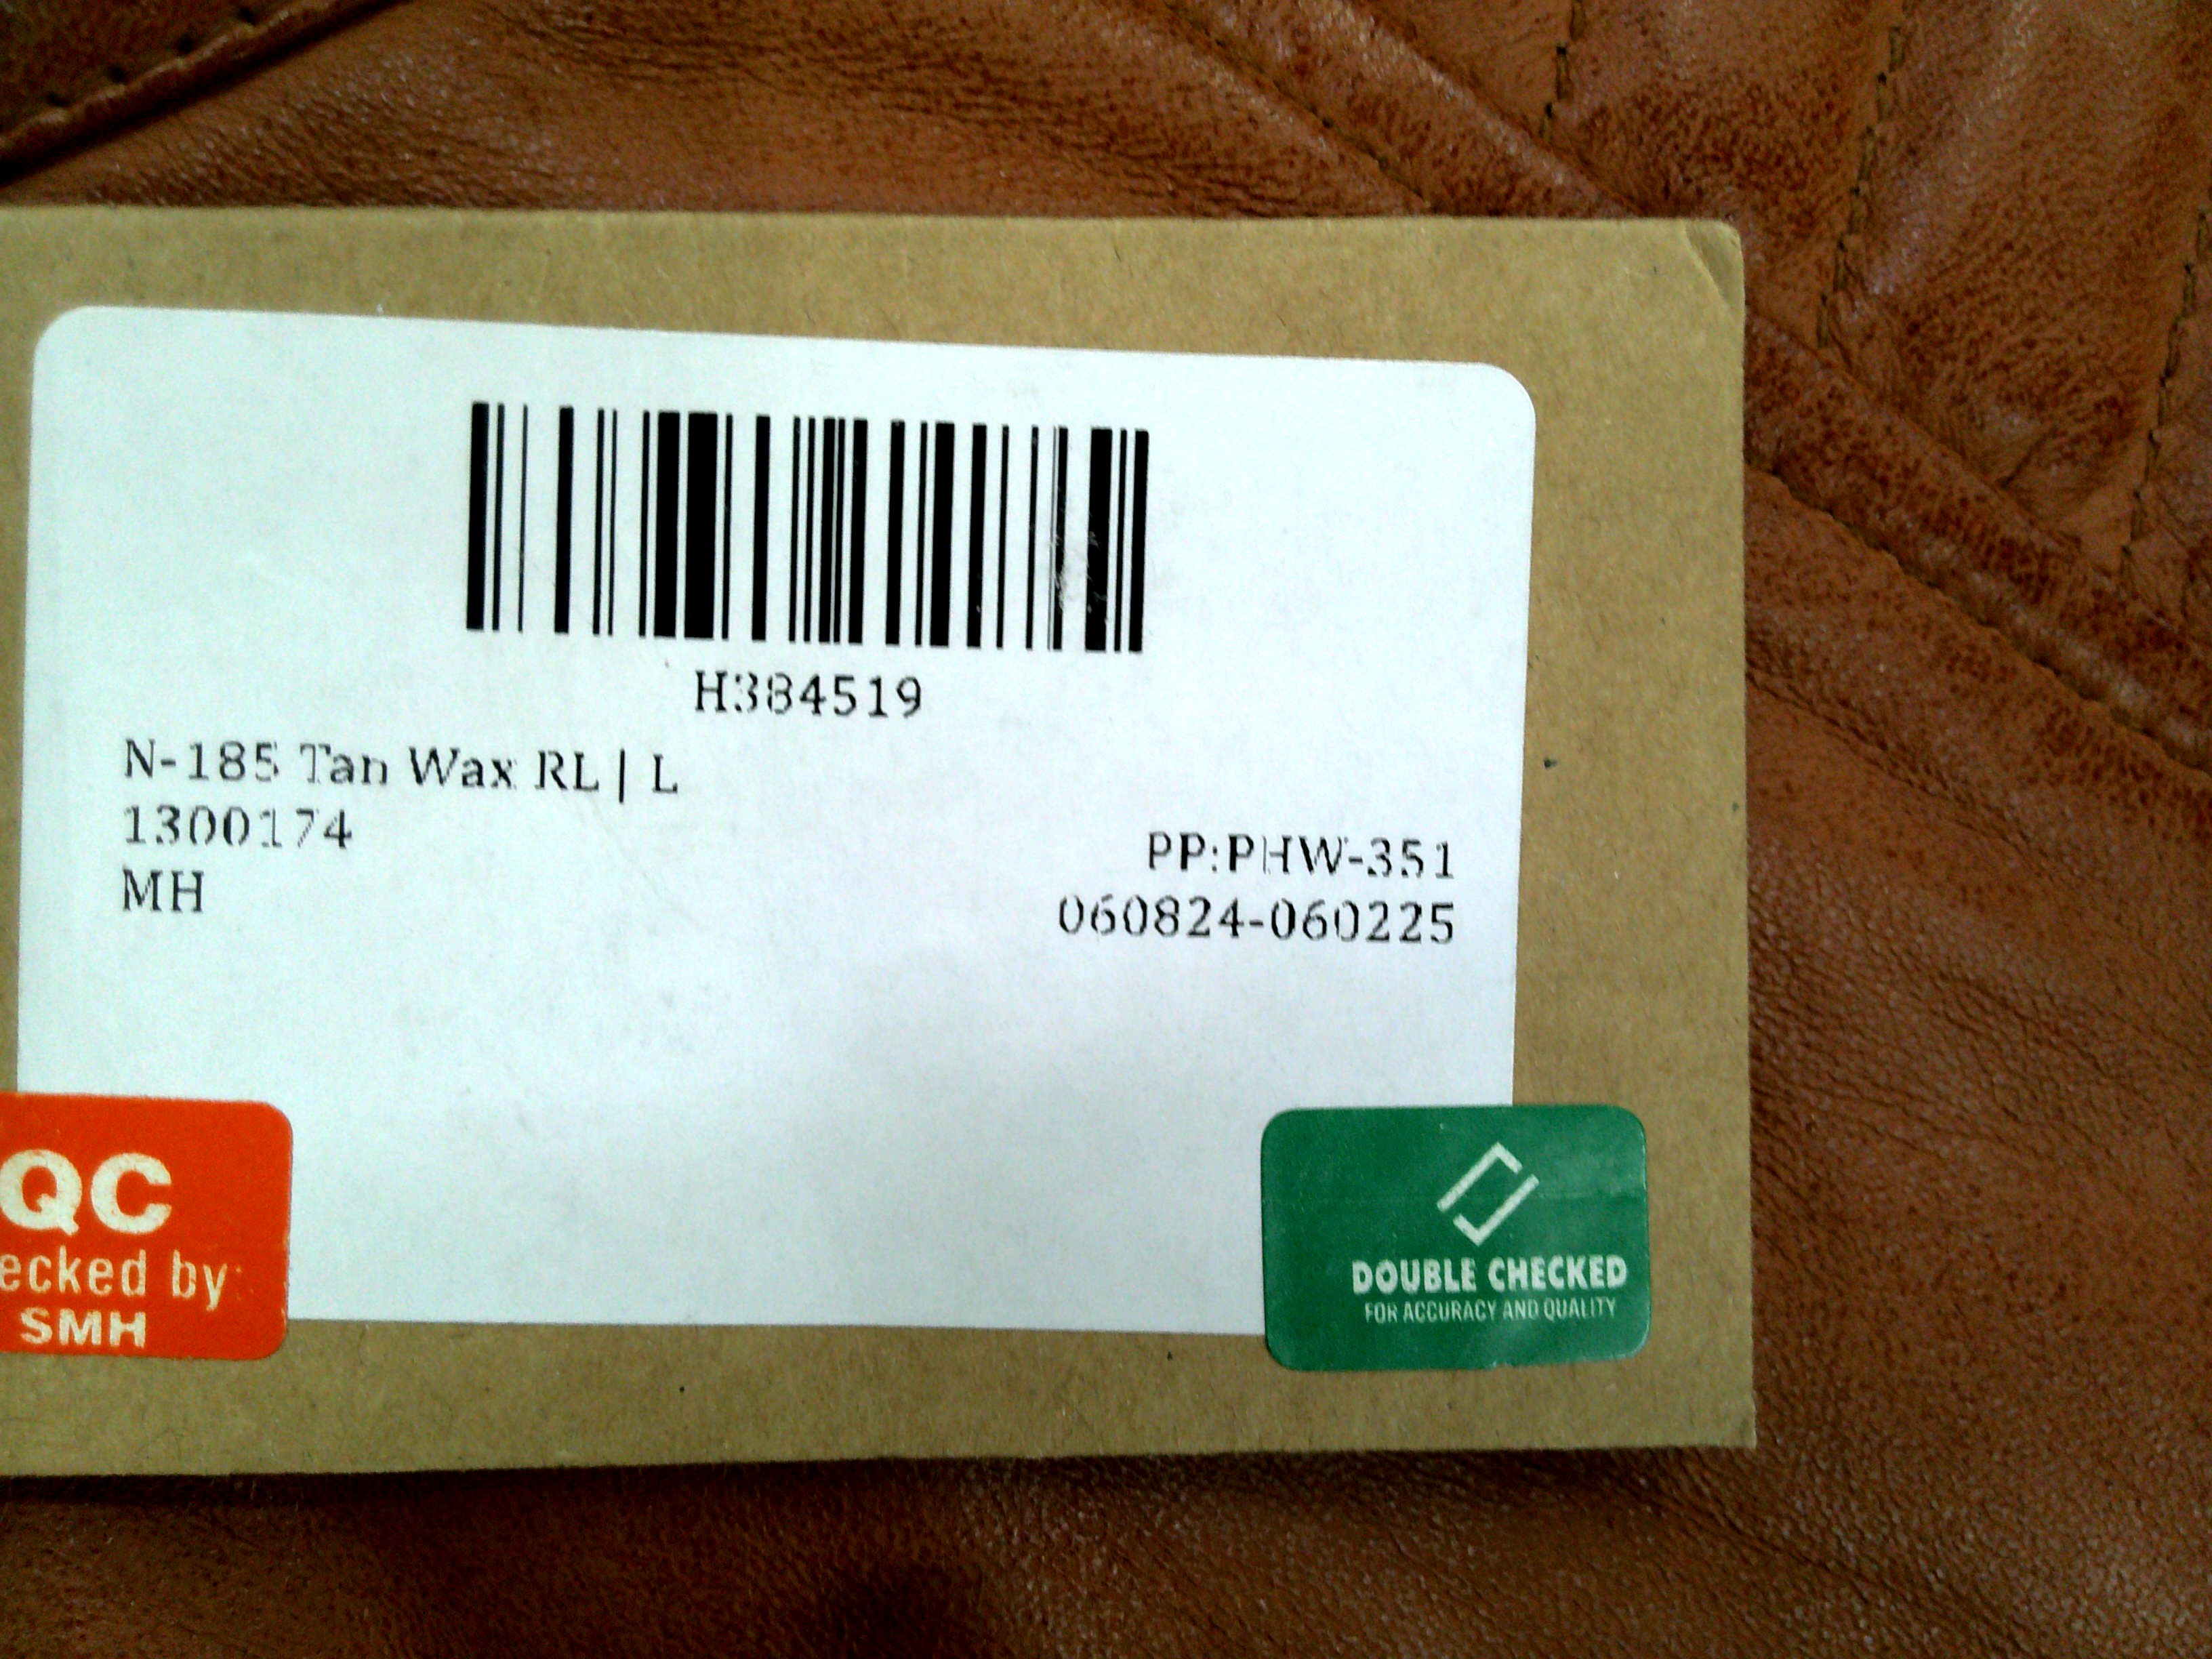 H384519
N-185 Tan Wax RL | L
1300174
MH
PP:PHW-351
060824-060225
QC
ecked by
SMH
DOUBLE CHECKED
FOR ACCURACY AND QUALITY